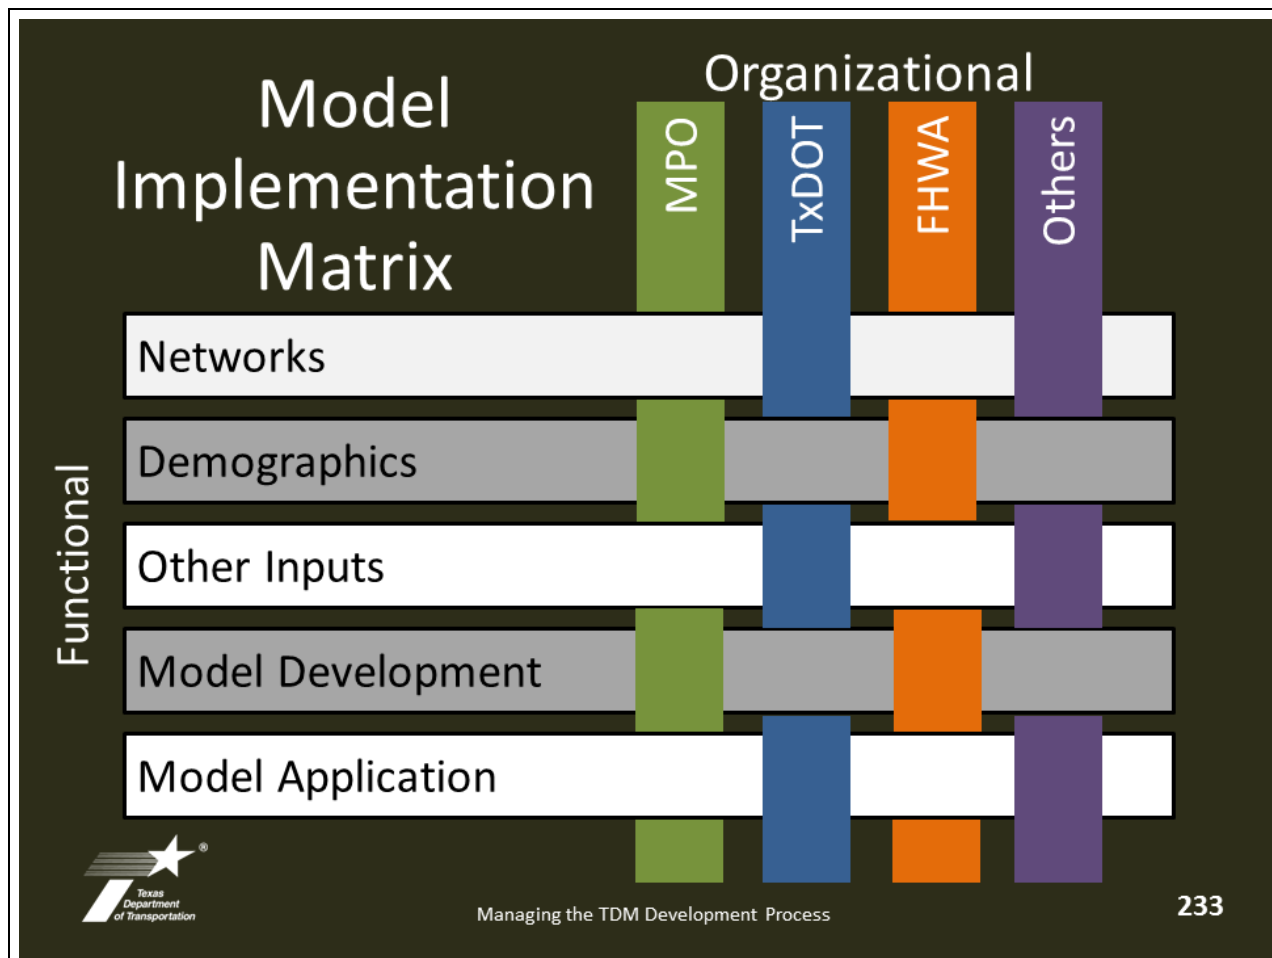 Model
Implementation
Matrix
Organizational
MPO
TxDOT
FHWA
Others
Functional
Networks
Demographics
Other Inputs
Model Development
Model Application
®
Texas
Department
of Transportation
Managing the TDM Development Process
233